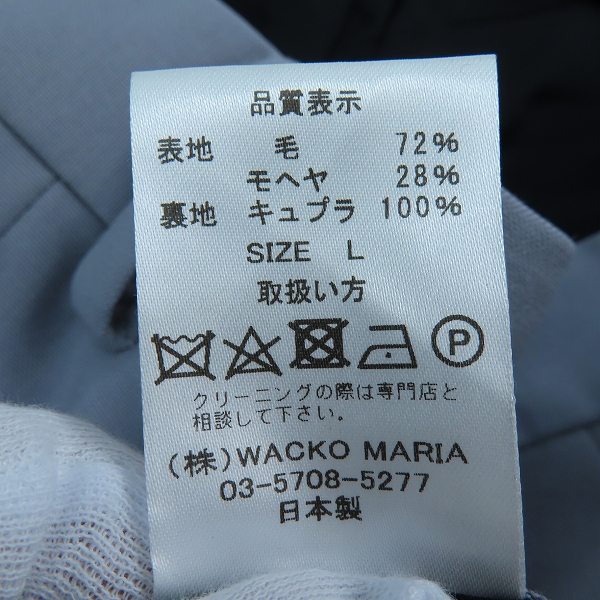 品質表示
表地 毛 72%
モヘヤ 28%
裏地 キュプラ 100%
SIZE L
取扱い方
P
クリーニングの際は専門店と
相談して下さい。
(株)WACKO MARIA
03-5708-5277
日本製